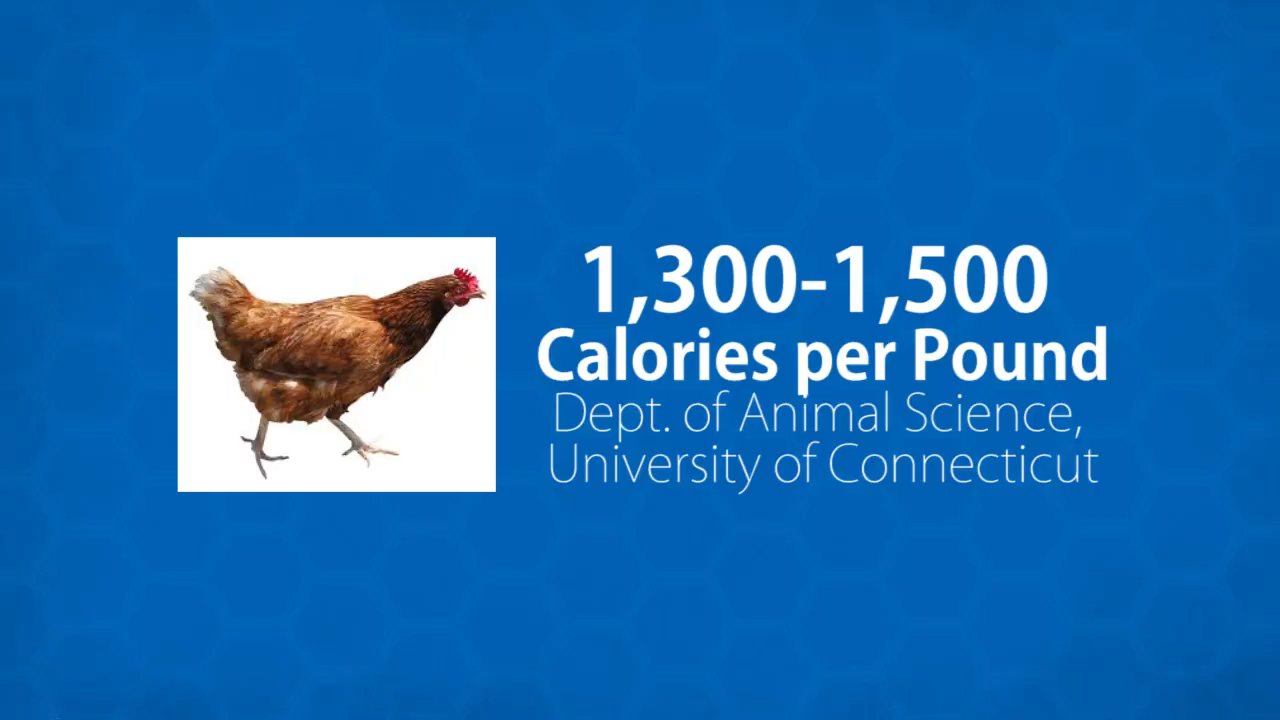 1,300-1,500
Calories per Pound
Dept. of Animal Science,
University of Connecticut